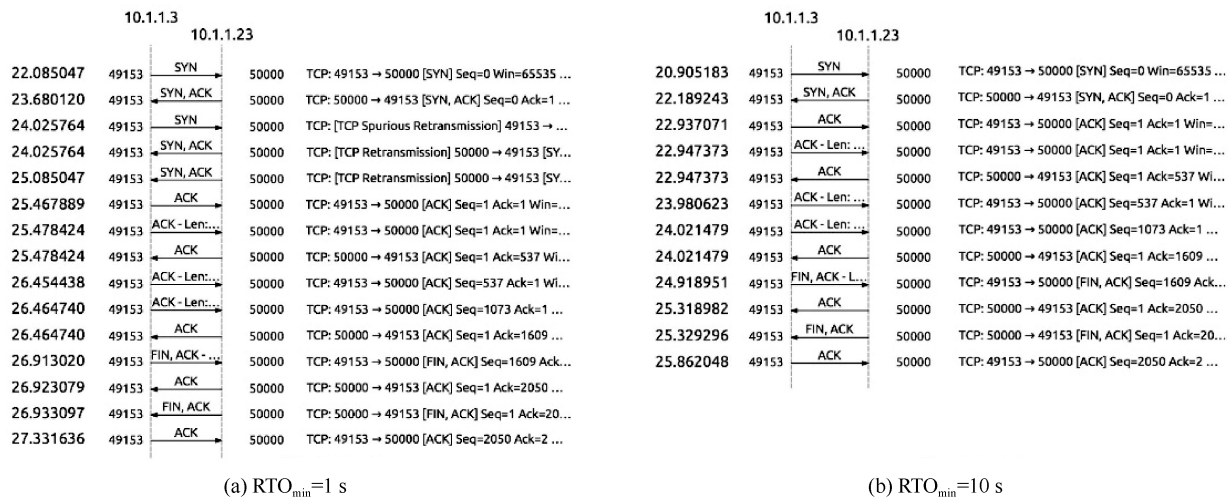 10.1.1.3
10.1.1.23
22.085047 49153 SYN 50000 TCP: 49153 → 50000 [SYN] Seq=0 Win=65535 ...
23.680120 49153 SYN, ACK 50000 TCP: 50000 → 49153 [SYN, ACK] Seq=0 Ack=1 ...
24.025764 49153 SYN 50000 TCP: [TCP Spurious Retransmission] 49153 → ...
24.025764 49153 SYN, ACK 50000 TCP: [TCP Retransmission] 50000 → 49153 [SY...
25.085047 49153 SYN, ACK 50000 TCP: [TCP Retransmission] 50000 → 49153 [SY...
25.467889 49153 ACK 50000 TCP: 49153 → 50000 [ACK] Seq=1 Ack=1 Win=...
25.478424 49153 ACK - Len:... 50000 TCP: 49153 → 50000 [ACK] Seq=1 Ack=1 Win=...
25.478424 49153 ACK 50000 TCP: 50000 → 49153 [ACK] Seq=1 Ack=537 Wi...
26.454438 49153 ACK - Len:... 50000 TCP: 49153 → 50000 [ACK] Seq=537 Ack=1 Wi...
26.464740 49153 ACK - Len:... 50000 TCP: 49153 → 50000 [ACK] Seq=1073 Ack=1 ...
26.464740 49153 ACK 50000 TCP: 50000 → 49153 [ACK] Seq=1 Ack=1609 ...
26.913020 49153 FIN, ACK - ... 50000 TCP: 49153 → 50000 [FIN, ACK] Seq=1609 Ack...
26.923079 49153 ACK 50000 TCP: 50000 → 49153 [ACK] Seq=1 Ack=2050 ...
26.933097 49153 FIN, ACK 50000 TCP: 50000 → 49153 [FIN, ACK] Seq=1 Ack=20...
27.331636 49153 ACK 50000 TCP: 49153 → 50000 [ACK] Seq=2050 Ack=2 ...
(a) RTOmin=1 s
10.1.1.3
10.1.1.23
20.905183 49153 SYN 50000 TCP: 49153 → 50000 [SYN] Seq=0 Win=65535 ...
22.189243 49153 SYN, ACK 50000 TCP: 50000 → 49153 [SYN, ACK] Seq=0 Ack=1 ...
22.937071 49153 ACK 50000 TCP: 49153 → 50000 [ACK] Seq=1 Ack=1 Win=...
22.947373 49153 ACK - Len: ... 50000 TCP: 49153 → 50000 [ACK] Seq=1 Ack=1 Win=...
22.947373 49153 ACK 50000 TCP: 50000 → 49153 [ACK] Seq=1 Ack=537 Wi...
23.980623 49153 ACK - Len: ... 50000 TCP: 49153 → 50000 [ACK] Seq=537 Ack=1 Wi...
24.021479 49153 ACK - Len: ... 50000 TCP: 49153 → 50000 [ACK] Seq=1073 Ack=1 ...
24.021479 49153 ACK 50000 TCP: 50000 → 49153 [ACK] Seq=1 Ack=1609 ...
24.918951 49153 FIN, ACK - L... 50000 TCP: 49153 → 50000 [FIN, ACK] Seq=1609 Ack...
25.318982 49153 ACK 50000 TCP: 50000 → 49153 [ACK] Seq=1 Ack=2050 ...
25.329296 49153 FIN, ACK 50000 TCP: 50000 → 49153 [FIN, ACK] Seq=1 Ack=20...
25.862048 49153 ACK 50000 TCP: 49153 → 50000 [ACK] Seq=2050 Ack=2 ...
(b) RTOmin=10 s